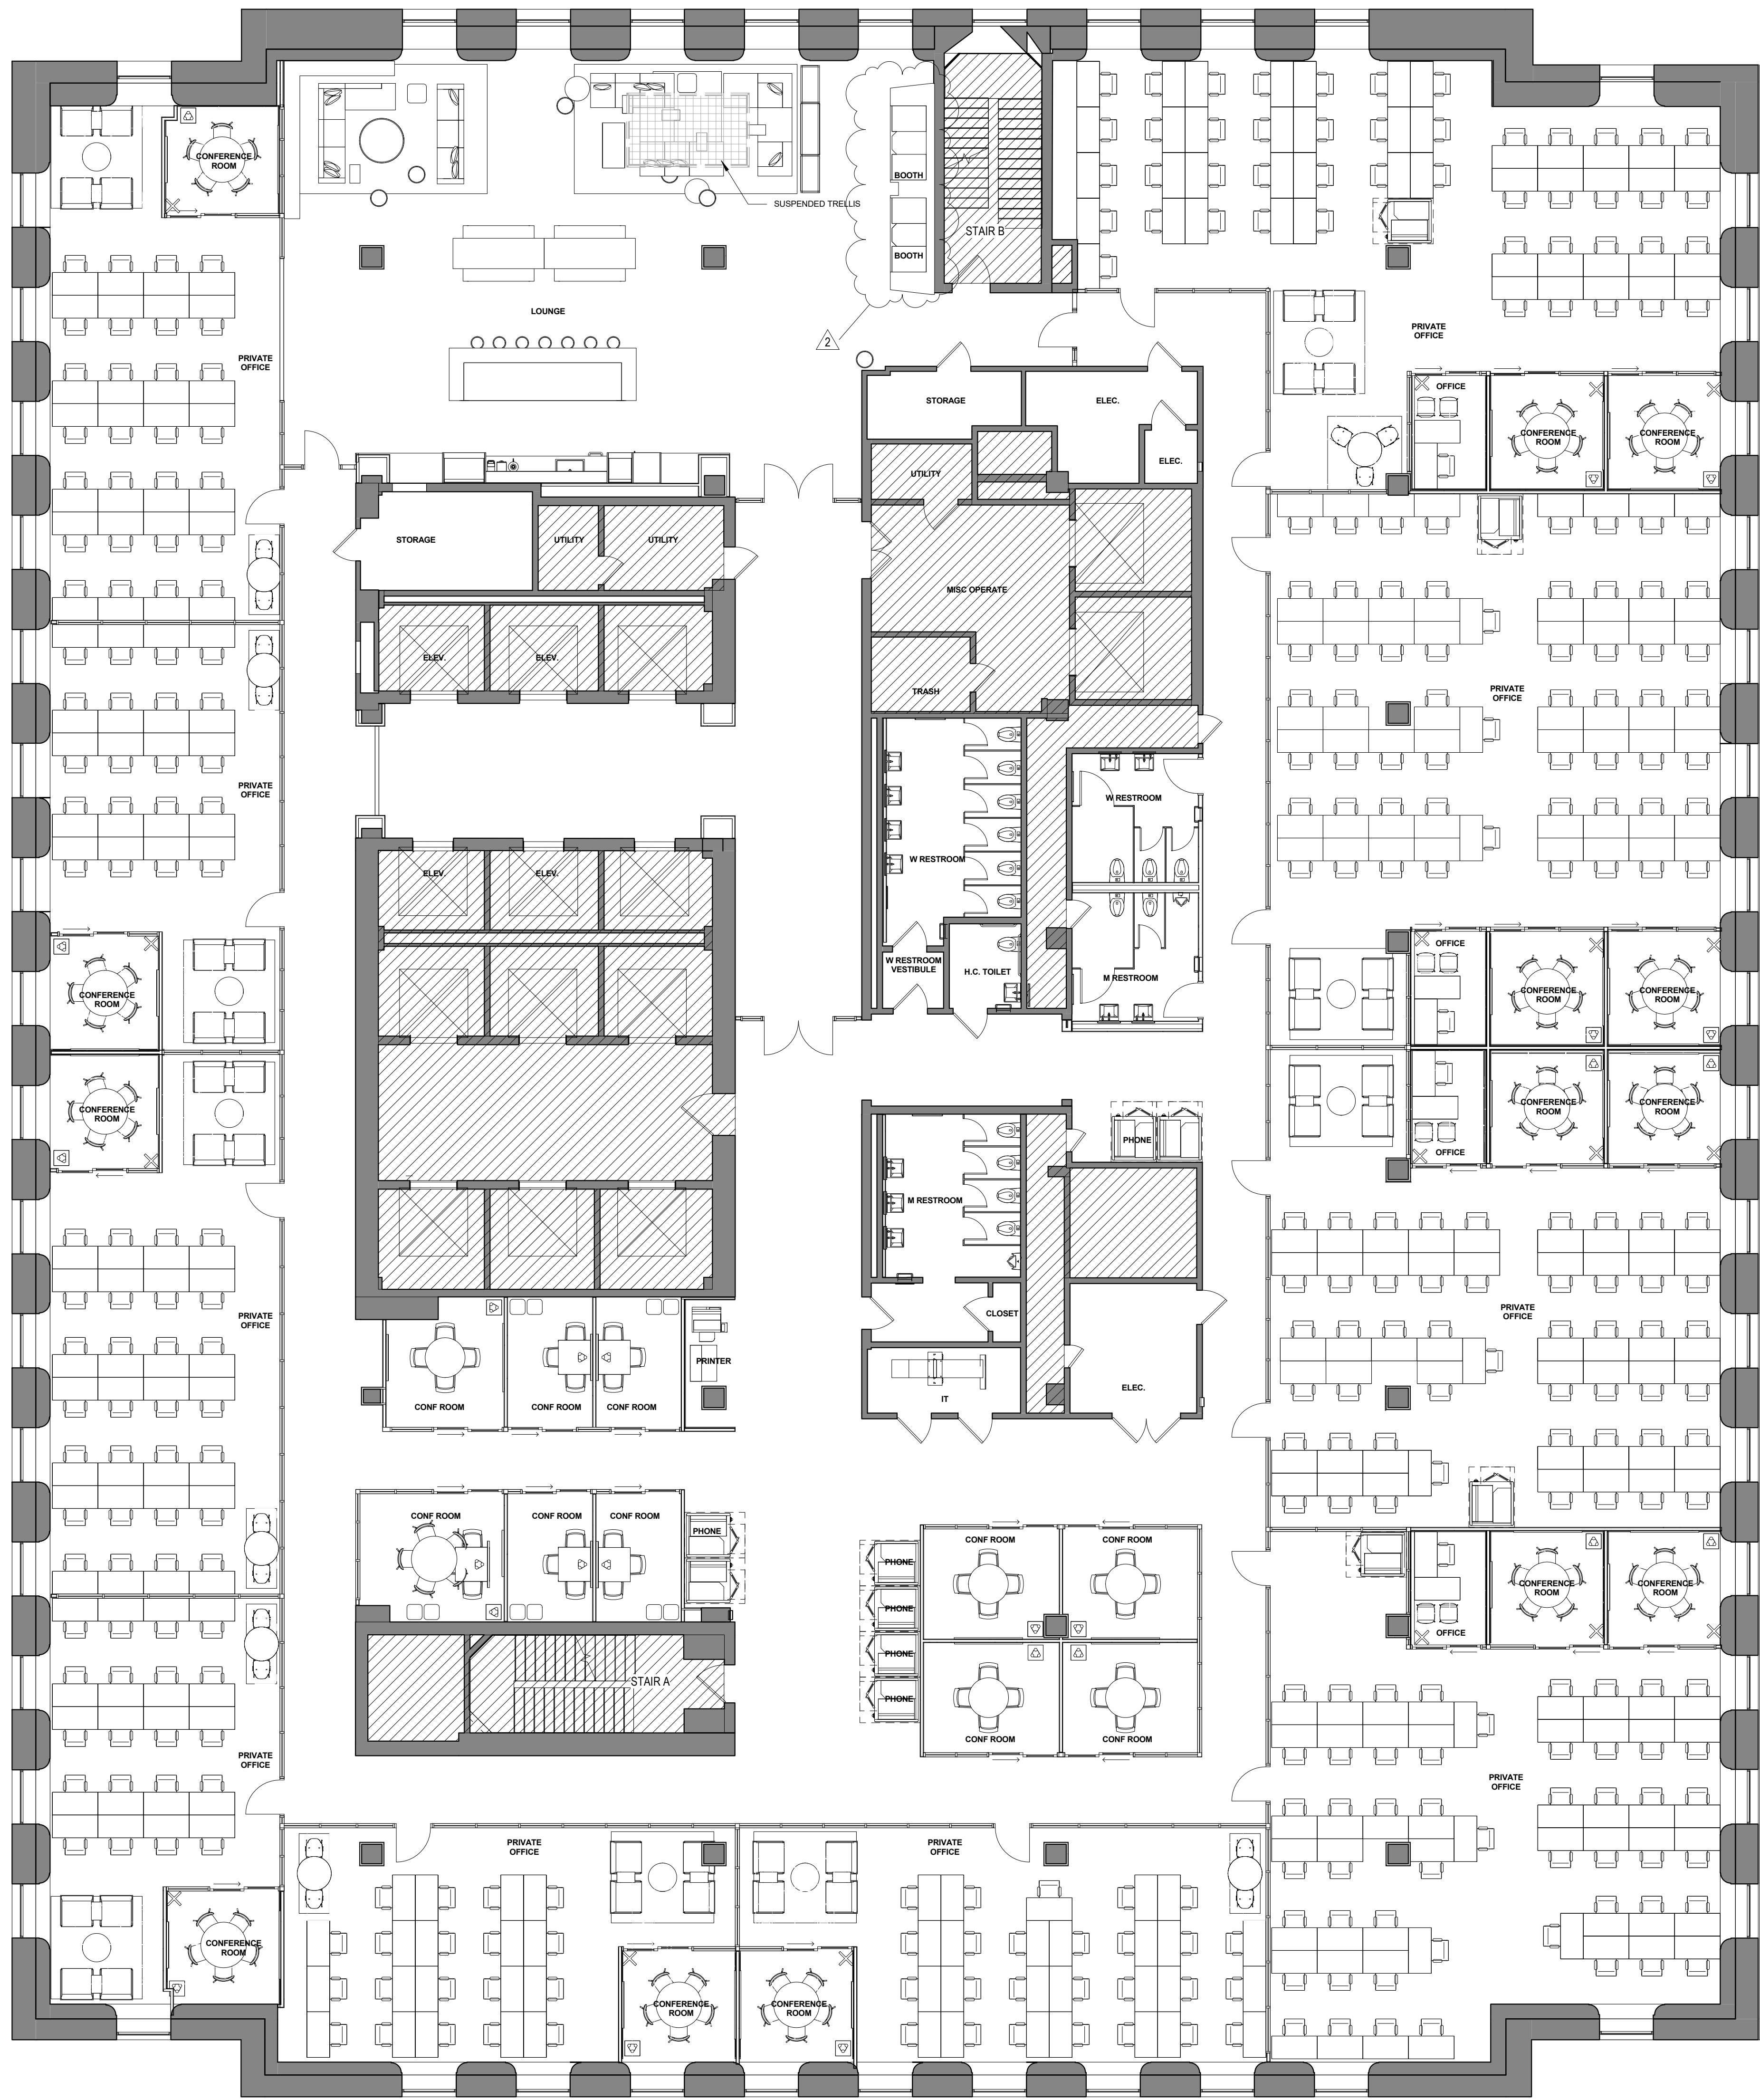 CONFERENCE
ROOM
BOOTH
SUSPENDED TRELLIS
STAIR B
BOOTH
LOUNGE
2
PRIVATE
OFFICE
PRIVATE
OFFICE
STORAGE
ELEC.
OFFICE
CONFERENCE
ROOM
CONFERENCE
ROOM
UTILITY
ELEC.
STORAGE
UTILITY
UTILITY
MISC OPERATE
ELEV.
ELEV.
TRASH
PRIVATE
OFFICE
PRIVATE
OFFICE
W RESTROOM
W RESTROOM
ELEV.
ELEV.
OFFICE
W RESTROOM
VESTIBULE
H.C. TOILET
M RESTROOM
CONFERENCE
ROOM
CONFERENCE
ROOM
CONFERENCE
ROOM
CONFERENCE
ROOM
CONFERENCE
ROOM
CONFERENCE
ROOM
PHONE
OFFICE
M RESTROOM
PRIVATE
OFFICE
CLOSET
PRIVATE
OFFICE
PRINTER
CONF ROOM
CONF ROOM
CONF ROOM
IT
ELEC.
CONF ROOM
CONF ROOM
CONF ROOM
PHONE
CONF ROOM
CONF ROOM
PHONE
PHONE
PHONE
PHONE
CONFERENCE
ROOM
CONFERENCE
ROOM
OFFICE
STAIR A
CONF ROOM
CONF ROOM
PRIVATE
OFFICE
PRIVATE
OFFICE
PRIVATE
OFFICE
PRIVATE
OFFICE
CONFERENCE
ROOM
CONFERENCE
ROOM
CONFERENCE
ROOM